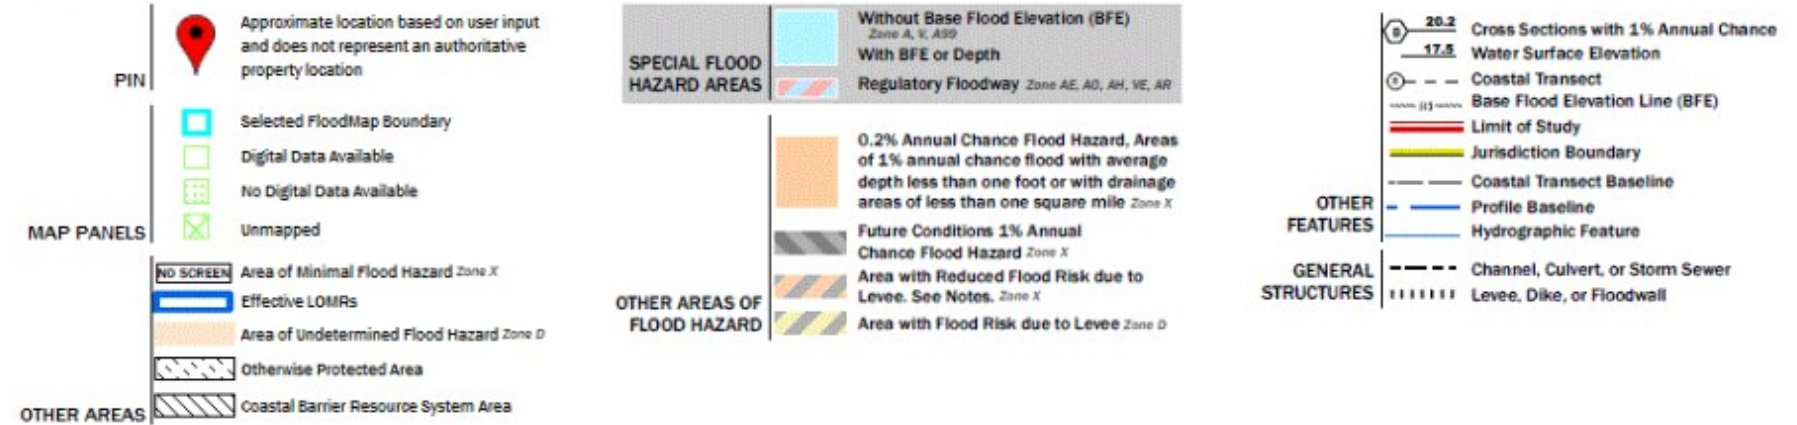 Approximate location based on user input
and does not represent an authoritative
property location
PIN
Selected FloodMap Boundary
Digital Data Available
No Digital Data Available
Unmapped
MAP PANELS
NO SCREEN Area of Minimal Flood Hazard Zone X
Effective LOMRs
Area of Undetermined Flood Hazard Zone D
Otherwise Protected Area
Coastal Barrier Resource System Area
OTHER AREAS
Without Base Flood Elevation (BFE)
Zone A, V, A99
With BFE or Depth
Regulatory Floodway Zone AE, AO, AH, VE, AR
SPECIAL FLOOD
HAZARD AREAS
0.2% Annual Chance Flood Hazard, Areas
of 1% annual chance flood with average
depth less than one foot or with drainage
areas of less than one square mile Zone X
Future Conditions 1% Annual
Chance Flood Hazard Zone X
Area with Reduced Flood Risk due to
Levee. See Notes. Zone X
Area with Flood Risk due to Levee Zone D
OTHER AREAS OF
FLOOD HAZARD
20.2 Cross Sections with 1% Annual Chance
17.5 Water Surface Elevation
Coastal Transect
Base Flood Elevation Line (BFE)
Limit of Study
Jurisdiction Boundary
Coastal Transect Baseline
Profile Baseline
Hydrographic Feature
OTHER
FEATURES
Channel, Culvert, or Storm Sewer
Levee, Dike, or Floodwall
GENERAL
STRUCTURES